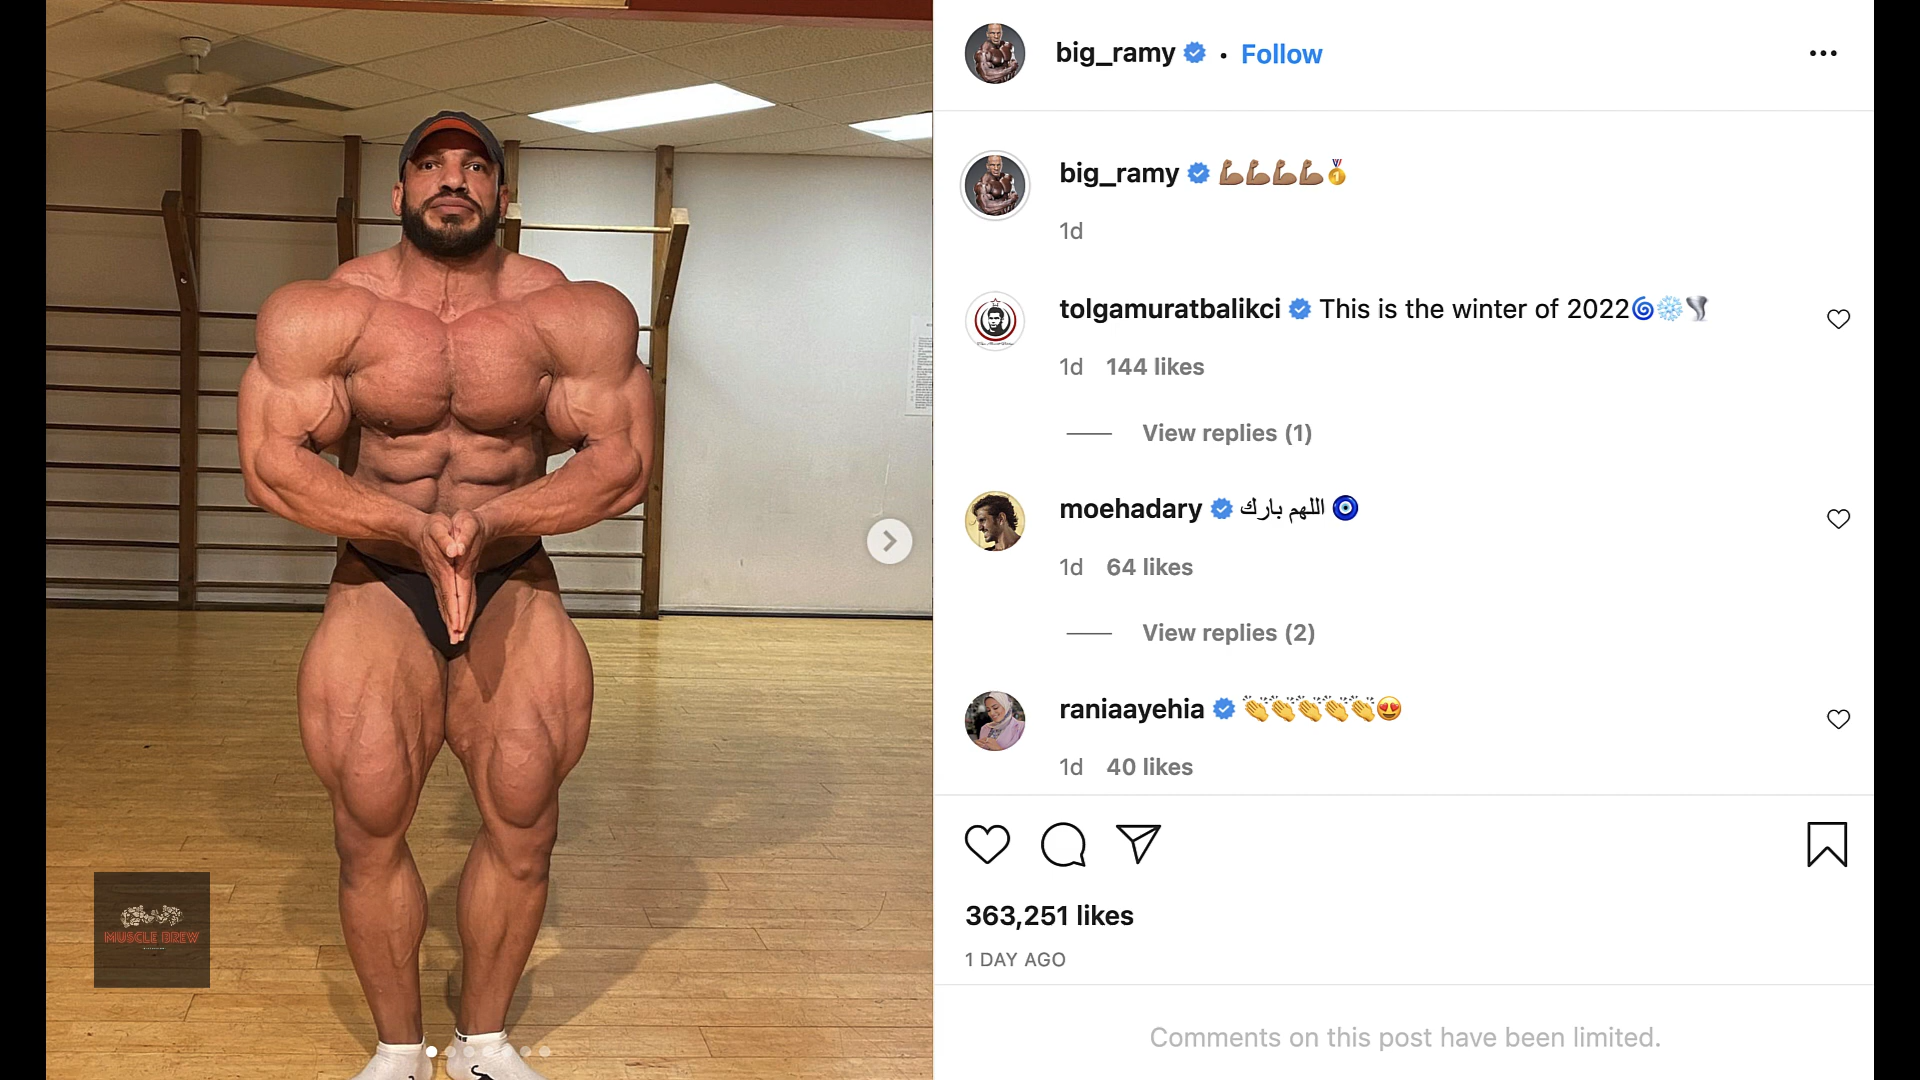 big_ramy • Follow
big_ramy 💪🏽💪🏽💪🏽💪🏽🥇
1d
tolgamuratbalikci This is the winter of 2022🌀❄️🌪️
1d 144 likes
View replies (1)
moehadary اللهم بارك 🧿
1d 64 likes
View replies (2)
raniaayehia 👏👏👏👏👏😍
1d 40 likes
363,251 likes
1 DAY AGO
Comments on this post have been limited.
MUSCLE BREW